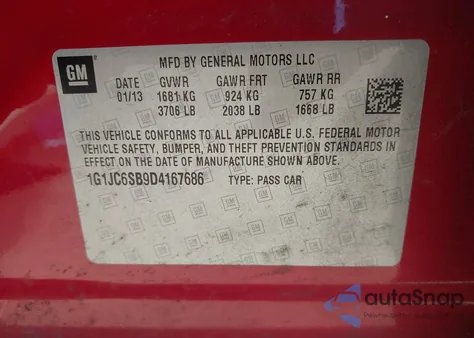 GM
MFD BY GENERAL MOTORS LLC
DATE GVWR GAWR FRT GAWR RR
01/13 1681 KG 924 KG 757 KG
3706 LB 2038 LB 1668 LB
THIS VEHICLE CONFORMS TO ALL APPLICABLE U.S. FEDERAL MOTOR
VEHICLE SAFETY, BUMPER, AND THEFT PREVENTION STANDARDS IN
EFFECT ON THE DATE OF MANUFACTURE SHOWN ABOVE.
1G1JC6SB9D4167686 TYPE: PASS CAR
autoSnap